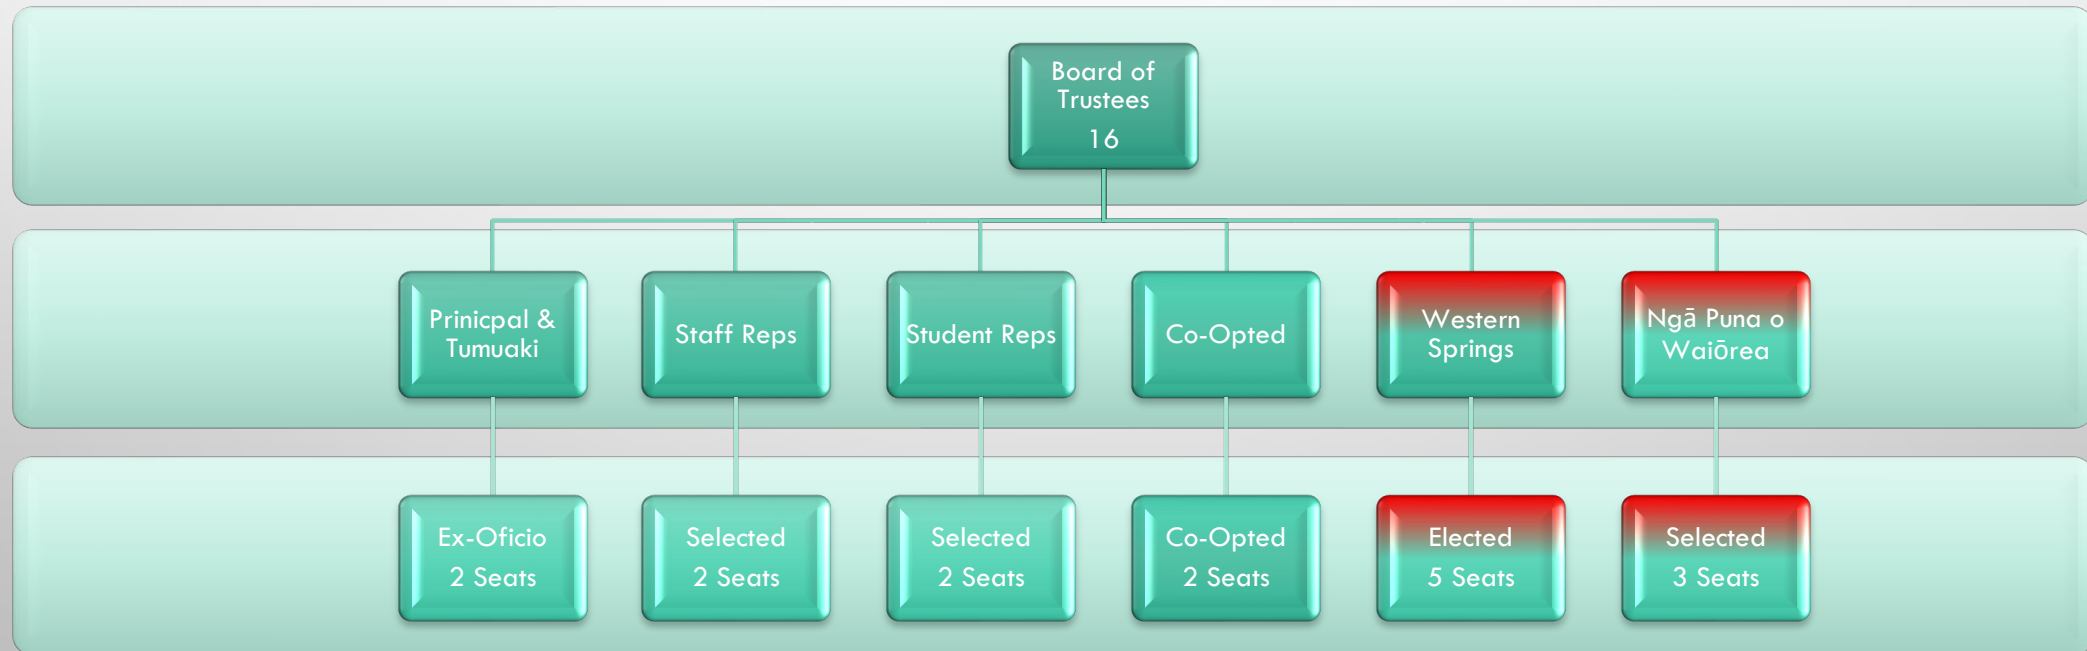 Board of
Trustees
16
Prinicpal &
Tumuaki
Staff Reps
Student Reps
Co-Opted
Western
Springs
Ngā Puna o
Waiōrea
Ex-Oficio
2 Seats
Selected
2 Seats
Selected
2 Seats
Co-Opted
2 Seats
Elected
5 Seats
Selected
3 Seats